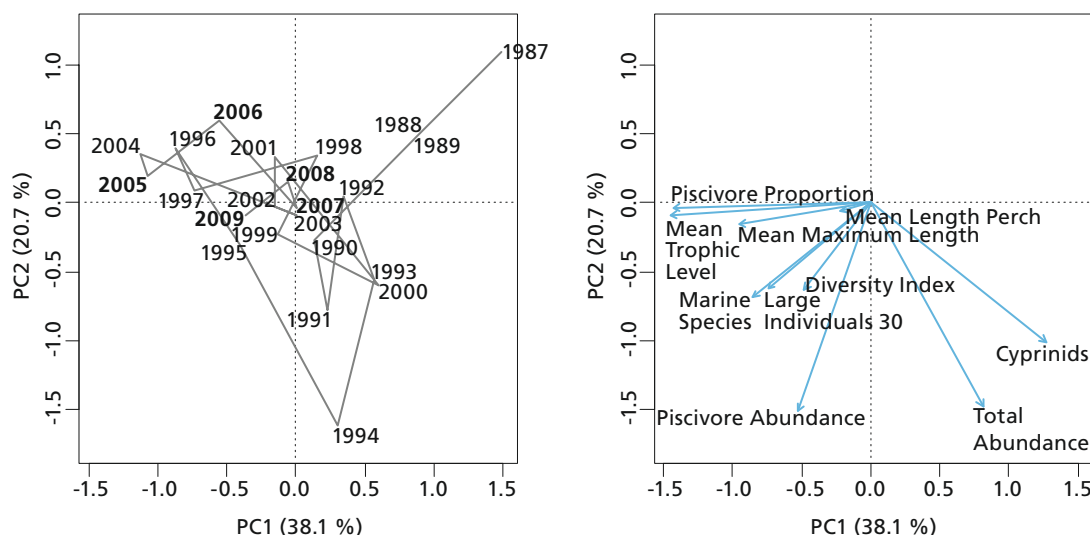 1987
1.0
2006
1988
0.5
2004
1996
2001
1998
1989
2005
1997
2008
1992
0.0
2009
2002
2007
2003
1999
1990
1995
-0.5
1993
2000
1991
-1.0
-1.5
1994
PC2 (20.7 %)
-1.5 -1.0 -0.5 0.0 0.5 1.0 1.5
PC1 (38.1 %)
1.0
0.5
0.0
-0.5
-1.0
-1.5
PC2 (20.7 %)
Piscivore Proportion
Mean Length Perch
Mean
Trophic
Level
Mean Maximum Length
Diversity Index
Marine
Species
Large
Individuals 30
Cyprinids
Piscivore Abundance
Total
Abundance
-1.5 -1.0 -0.5 0.0 0.5 1.0 1.5
PC1 (38.1 %)